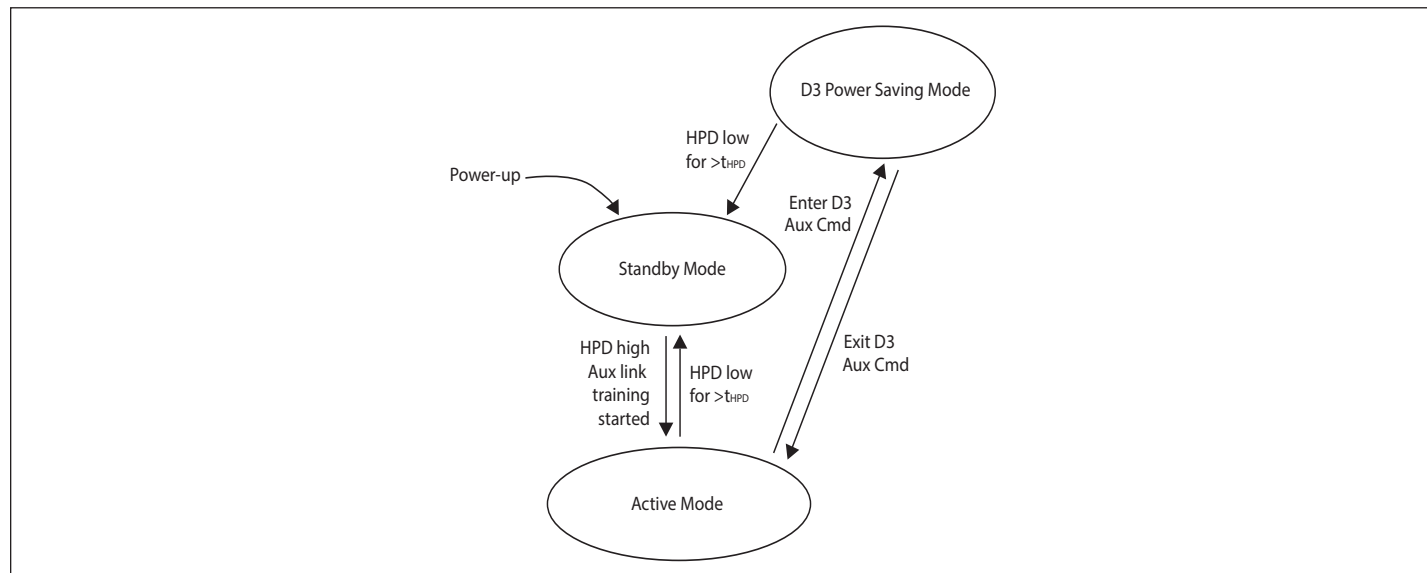 D3 Power Saving Mode
HPD low
for >tHPD
Power-up
Enter D3
Aux Cmd
Standby Mode
Exit D3
Aux Cmd
HPD high
Aux link
training
started
HPD low
for >tHPD
Active Mode